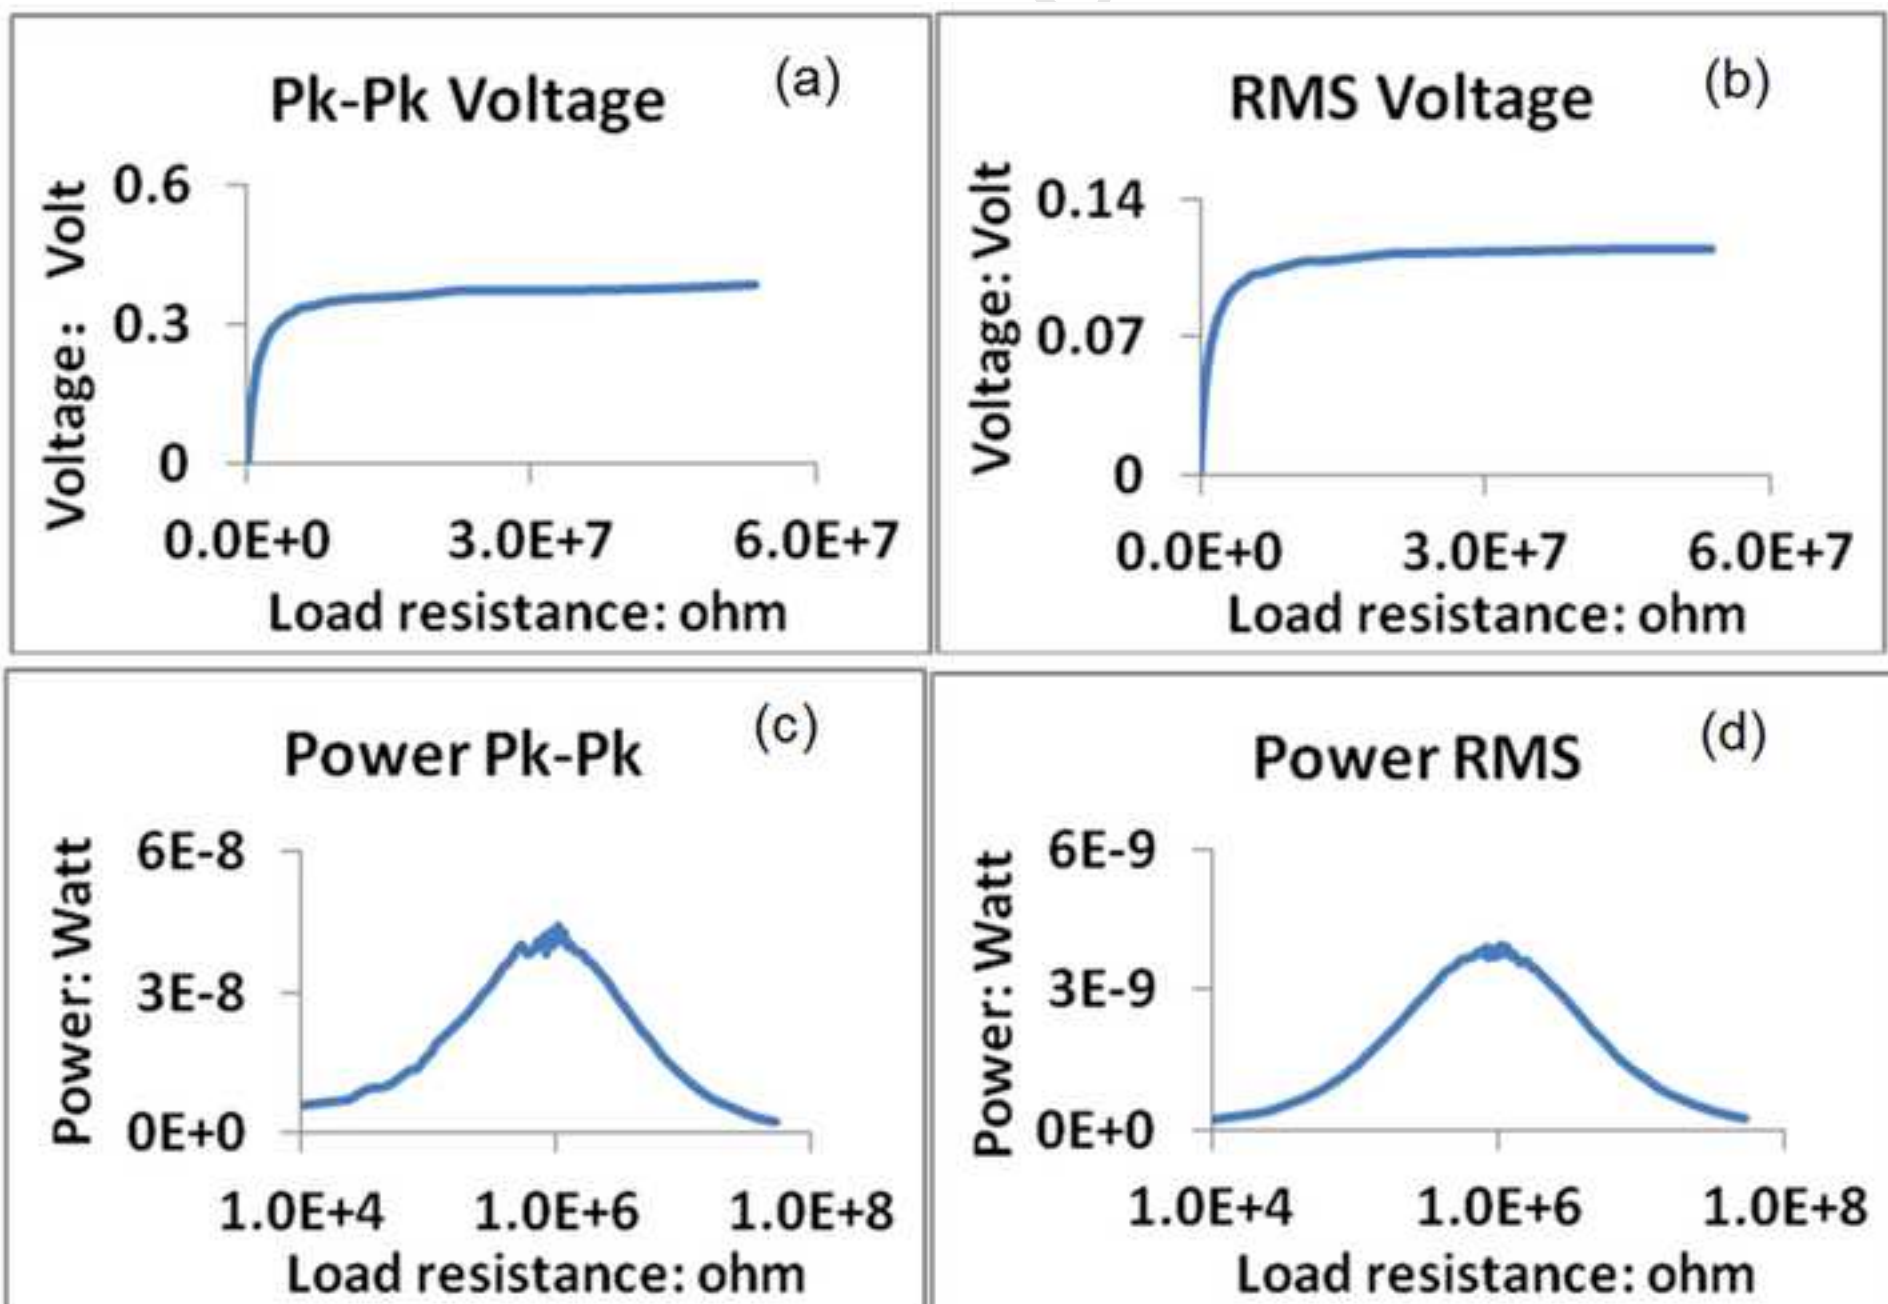 Pk-Pk Voltage
(a)
Voltage: Volt
0.6
0.3
0
0.0E+0 3.0E+7 6.0E+7
Load resistance: ohm
RMS Voltage
(b)
Voltage: Volt
0.14
0.07
0
0.0E+0 3.0E+7 6.0E+7
Load resistance: ohm
Power Pk-Pk
(c)
Power: Watt
6E-8
3E-8
0E+0
1.0E+4 1.0E+6 1.0E+8
Load resistance: ohm
Power RMS
(d)
Power: Watt
6E-9
3E-9
0E+0
1.0E+4 1.0E+6 1.0E+8
Load resistance: ohm